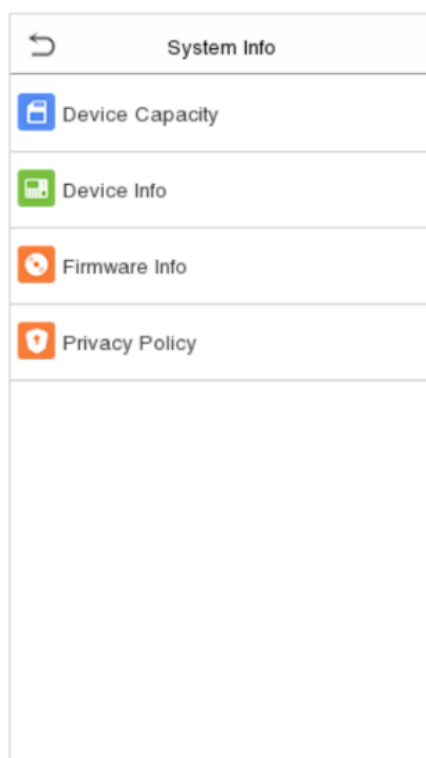 System Info
Device Capacity
Device Info
Firmware Info
Privacy Policy